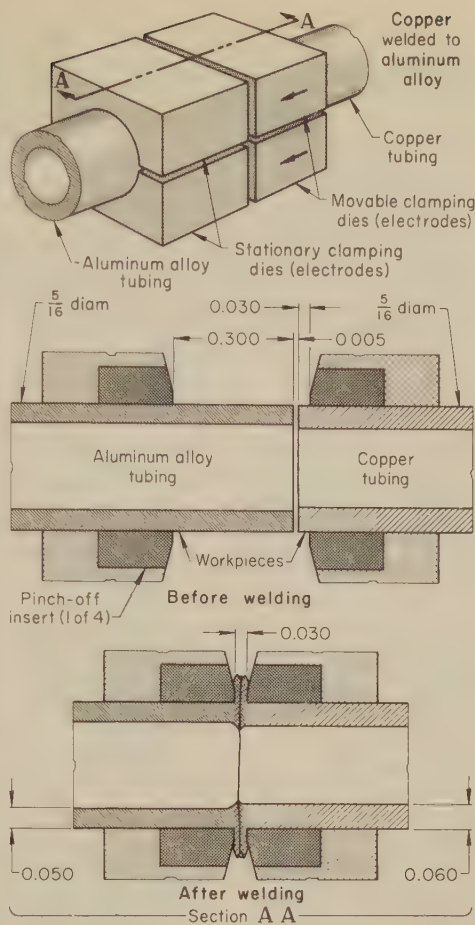 A
Copper
welded to
aluminum
alloy
A
Copper
tubing
Movable clamping
dies (electrodes)
Stationary clamping
dies (electrodes)
Aluminum alloy
tubing
5/16 diam
0.030
0.300
0 005
5/16 diam
Aluminum alloy
tubing
Copper
tubing
Workpieces
Pinch-off
insert (1 of 4)
Before welding
0.030
0.050
0.060
After welding
Section A A